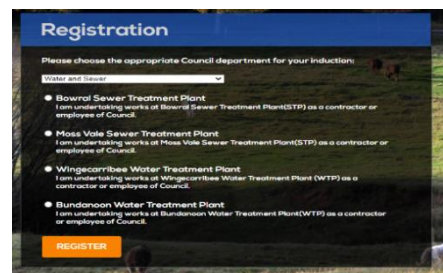 Registration
Please choose the appropriate Council department for your induction:
Water and Sewer
Bowral Sewer Treatment Plant
I am undertaking works at Bowral Sewer Treatment Plant(STP) as a contractor or
employee of Council.
Moss Vale Sewer Treatment Plant
I am undertaking works at Moss Vale Sewer Treatment Plant(STP) as a contractor or
employee of Council.
Wingecarribee Water Treatment Plant
I am undertaking works at Wingecarribee Water Treatment Plant (WTP) as a
contractor or employee of Council.
Bundanoon Water Treatment Plant
I am undertaking works at Bundanoon Water Treatment Plant(WTP) as a contractor
or employee of Council.
REGISTER